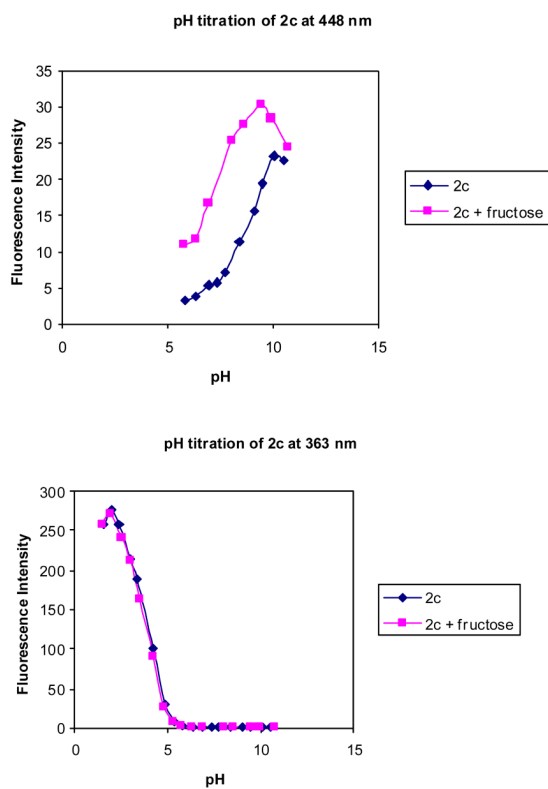 pH titration of 2c at 448 nm
35
30
25
20
15
10
5
0
Fluorescence Intensity
0 5 10 15
pH
2c
2c + fructose
pH titration of 2c at 363 nm
300
250
200
150
100
50
0
Fluorescence Intensity
0 5 10 15
pH
2c
2c + fructose